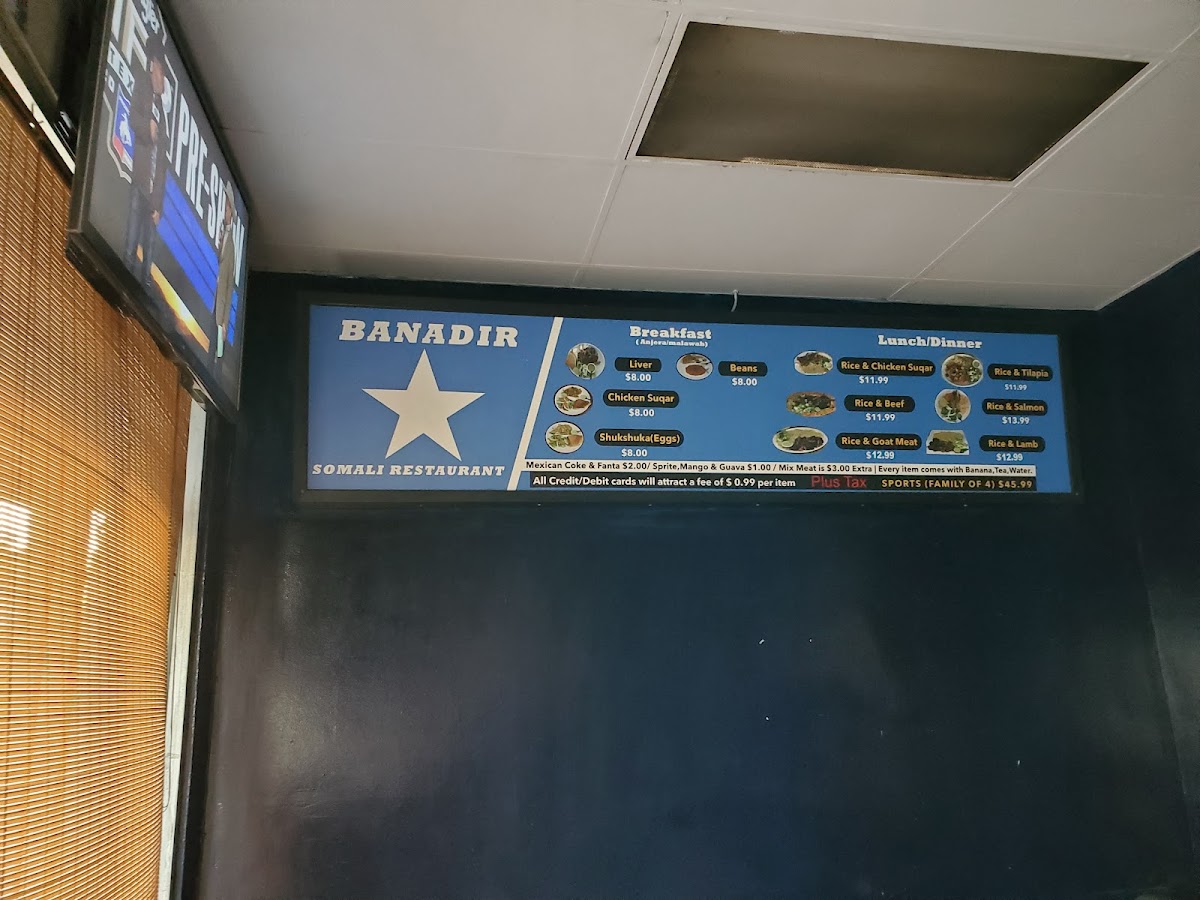 PRE-SHOW
BANADIR
SOMALI RESTAURANT
Breakfast
(Anjera/malawah)
Liver
$8.00
Beans
$8.00
Chicken Suqar
$8.00
Shukshuka(Eggs)
$8.00
Lunch/Dinner
Rice & Chicken Suqar
$11.99
Rice & Tilapia
$11.99
Rice & Beef
$11.99
Rice & Salmon
$13.99
Rice & Goat Meat
$12.99
Rice & Lamb
$12.99
Mexican Coke & Fanta $2.00/ Sprite,Mango & Guava $1.00 / Mix Meat is $3.00 Extra | Every item comes with Banana,Tea,Water.
All Credit/Debit cards will attract a fee of $ 0.99 per item Plus Tax SPORTS (FAMILY OF 4) $45.99